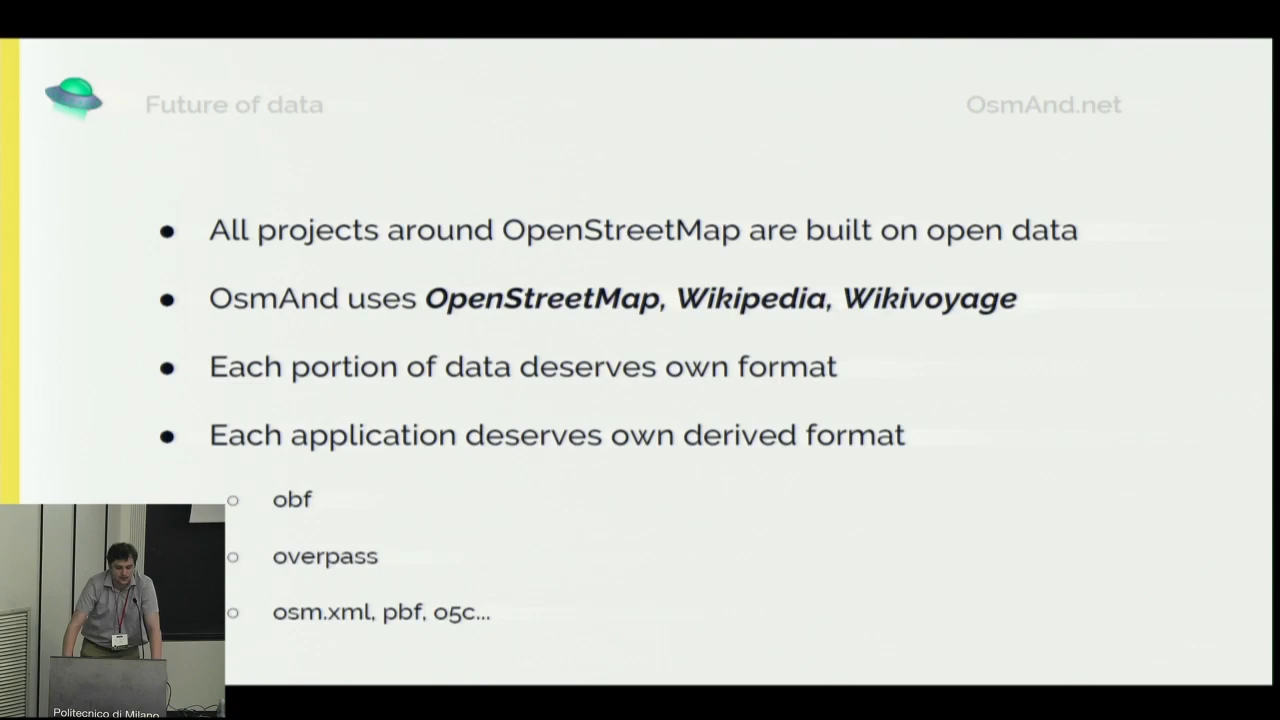 Future of data
OsmAnd.net
All projects around OpenStreetMap are built on open data
OsmAnd uses OpenStreetMap, Wikipedia, Wikivoyage
Each portion of data deserves own format
Each application deserves own derived format
obf
overpass
osm.xml, pbf, o5c...
Politecnico di Milano